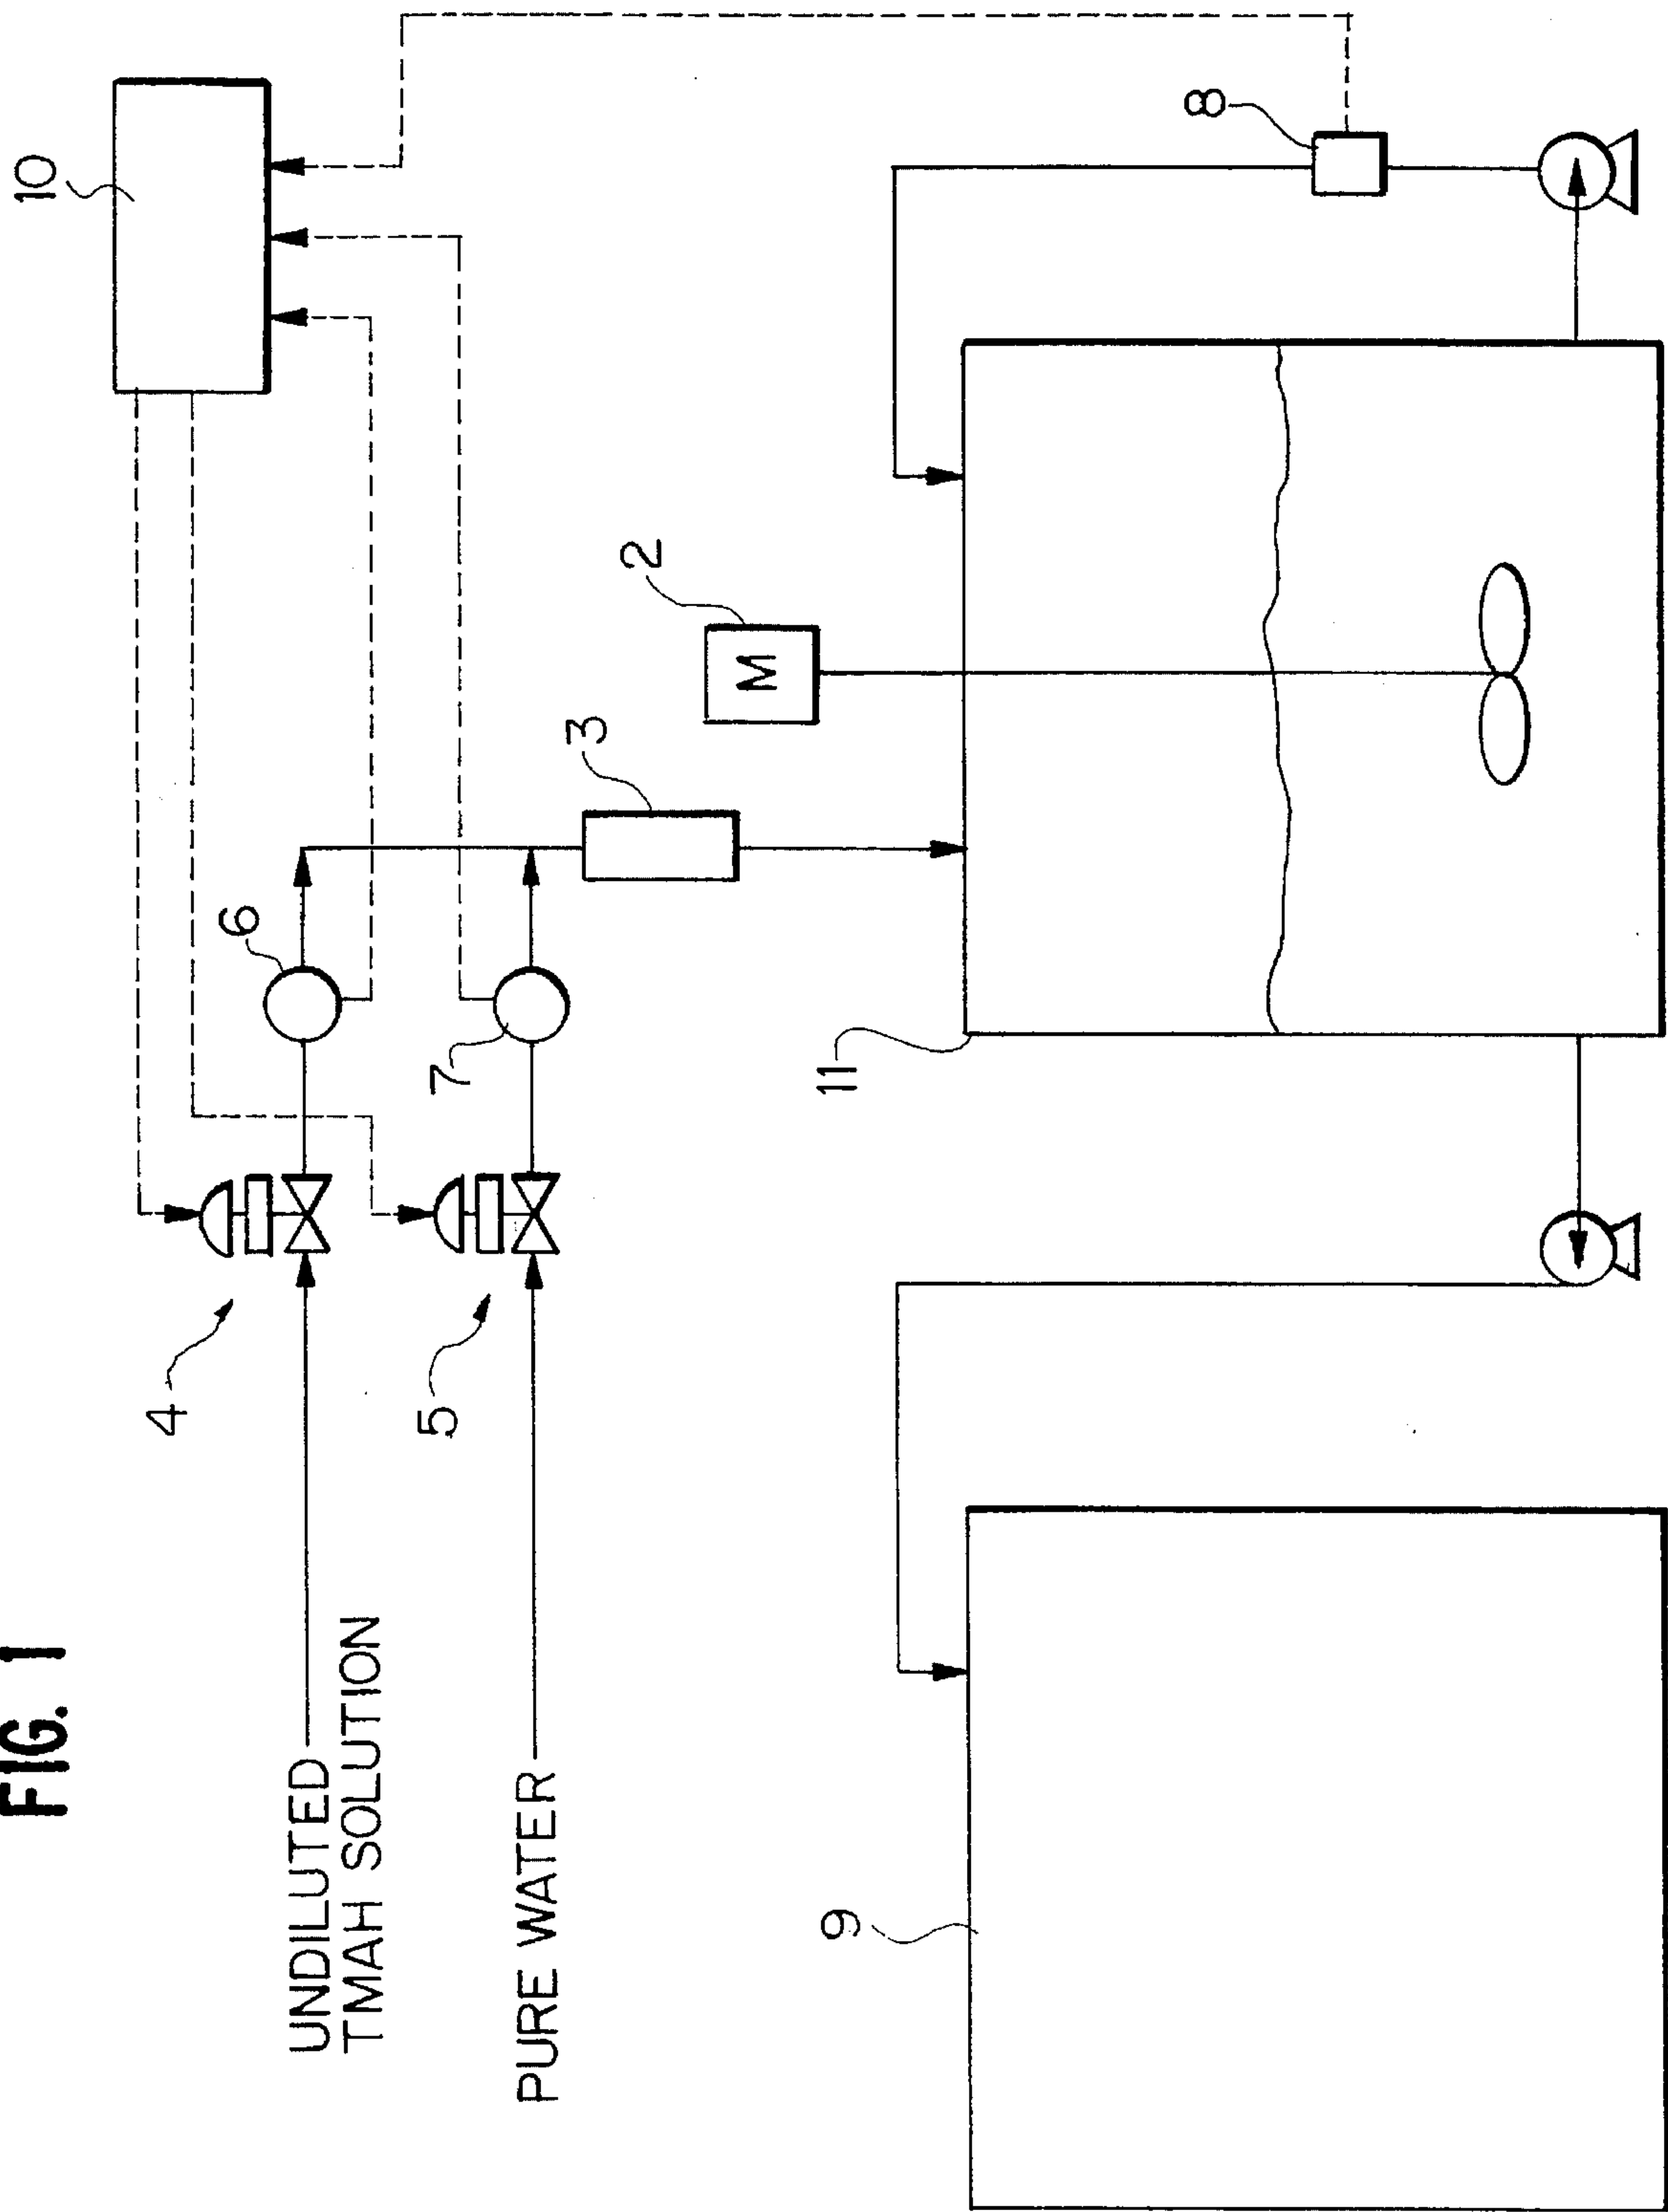 FIG. 1
10
8
2
M
3
6
7
4
5
11
UNDILUTED
TMAH SOLUTION
PURE WATER
9